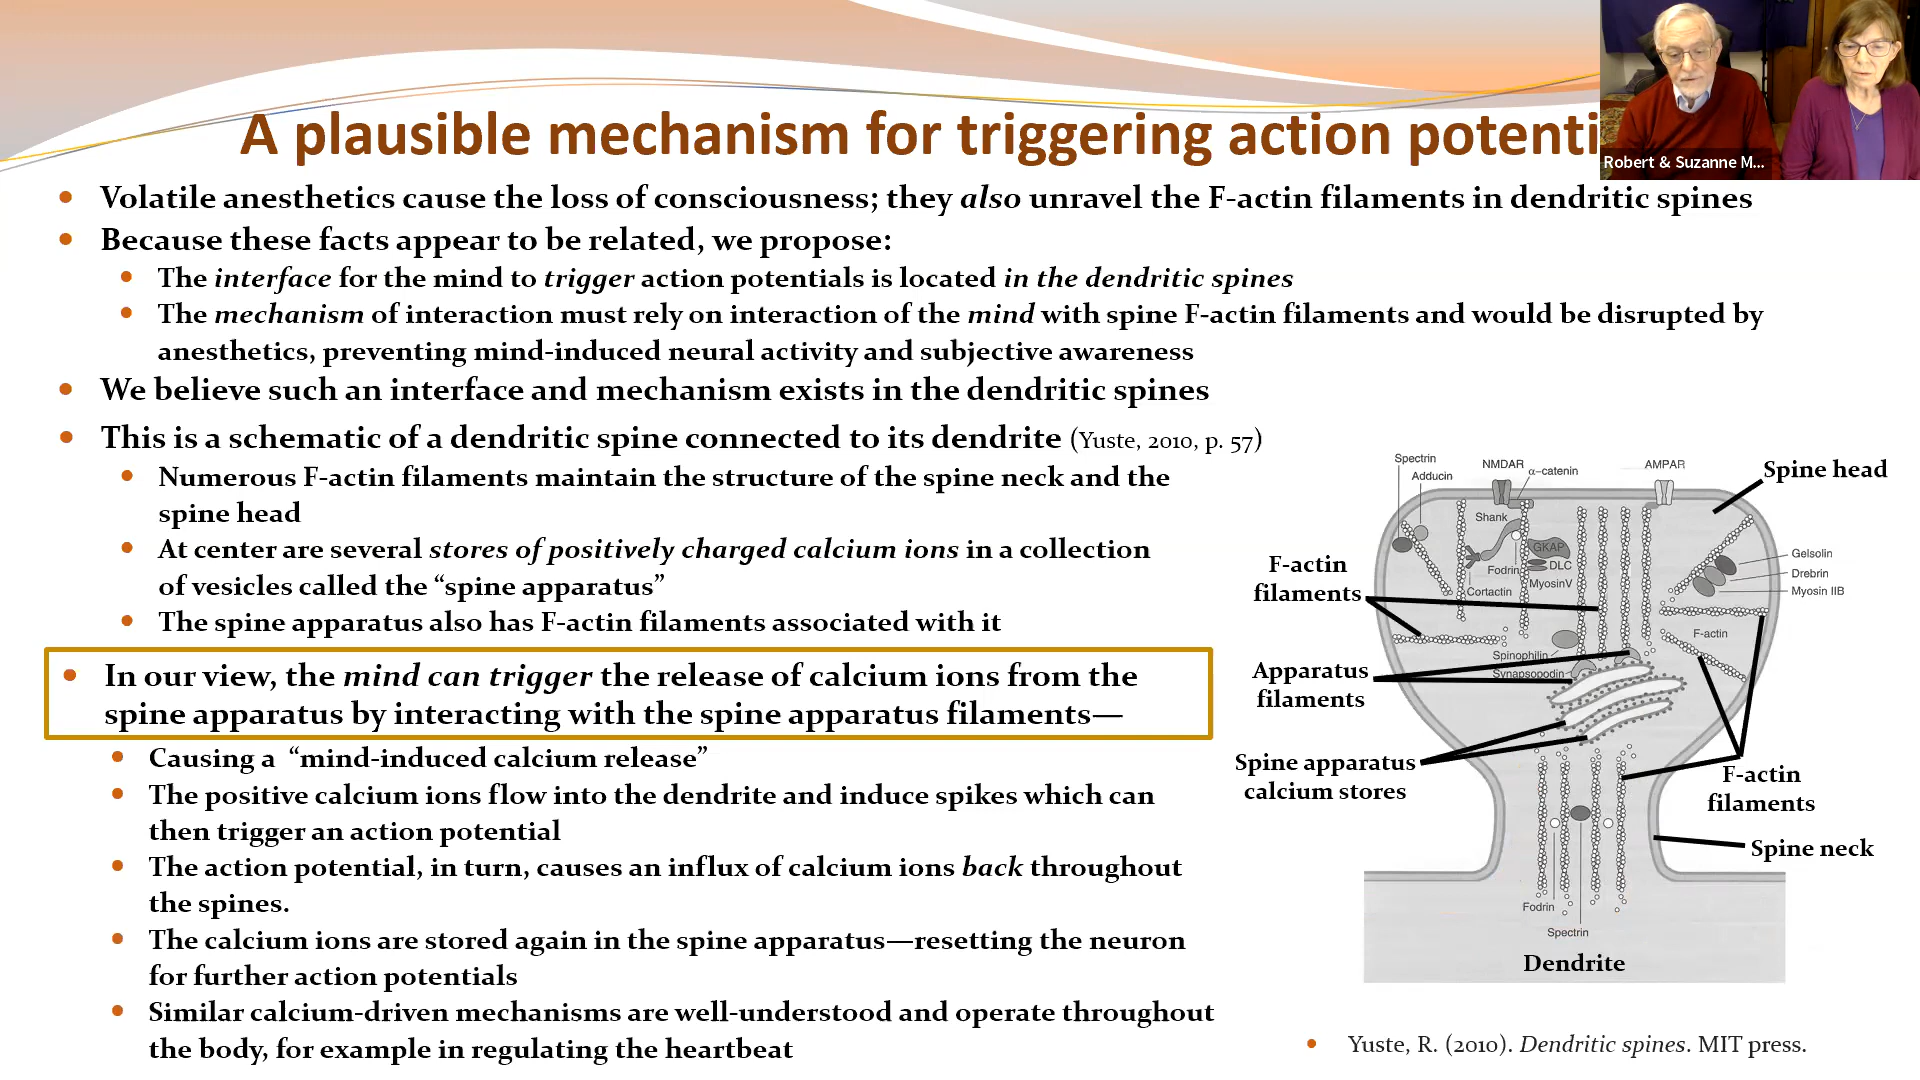 A plausible mechanism for triggering action potenti
Robert & Suzanne M...
• Volatile anesthetics cause the loss of consciousness; they also unravel the F-actin filaments in dendritic spines
• Because these facts appear to be related, we propose:
• The interface for the mind to trigger action potentials is located in the dendritic spines
• The mechanism of interaction must rely on interaction of the mind with spine F-actin filaments and would be disrupted by
anesthetics, preventing mind-induced neural activity and subjective awareness
• We believe such an interface and mechanism exists in the dendritic spines
• This is a schematic of a dendritic spine connected to its dendrite (Yuste, 2010, p. 57)
• Numerous F-actin filaments maintain the structure of the spine neck and the
spine head
• At center are several stores of positively charged calcium ions in a collection
of vesicles called the “spine apparatus”
• The spine apparatus also has F-actin filaments associated with it
• In our view, the mind can trigger the release of calcium ions from the
spine apparatus by interacting with the spine apparatus filaments—
• Causing a “mind-induced calcium release”
• The positive calcium ions flow into the dendrite and induce spikes which can
then trigger an action potential
• The action potential, in turn, causes an influx of calcium ions back throughout
the spines.
• The calcium ions are stored again in the spine apparatus—resetting the neuron
for further action potentials
• Similar calcium-driven mechanisms are well-understood and operate throughout
the body, for example in regulating the heartbeat
Spectrin
Adducin
NMDAR
α-catenin
AMPAR
Spine head
Shank
GKAP
DLC
Fodrin
MyosinV
Cortactin
Gelsolin
Drebrin
Myosin IIB
F-actin
filaments
F-actin
Spinophilin
Synapsopodin
Apparatus
filaments
Spine apparatus
calcium stores
F-actin
filaments
Spine neck
Fodrin
Spectrin
Dendrite
• Yuste, R. (2010). Dendritic spines. MIT press.